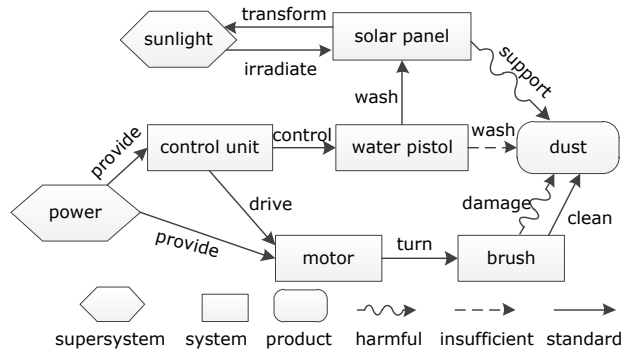 transform
sunlight
solar panel
irradiate
support
wash
provide
control unit
control
water pistol
wash
dust
power
drive
provide
damage
clean
motor
turn
brush
supersystem
system
product
harmful
insufficient
standard